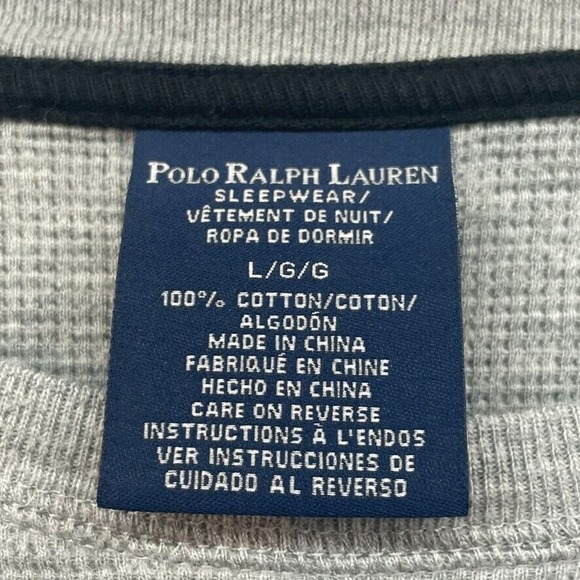 POLO RALPH LAUREN
SLEEPWEAR/
VÊTEMENT DE NUIT/
ROPA DE DORMIR
L/G/G
100% COTTON/COTON/
ALGODÓN
MADE IN CHINA
FABRIQUÉ EN CHINE
HECHO EN CHINA
CARE ON REVERSE
INSTRUCTIONS À L'ENDOS
VER INSTRUCCIONES DE
CUIDADO AL REVERSO